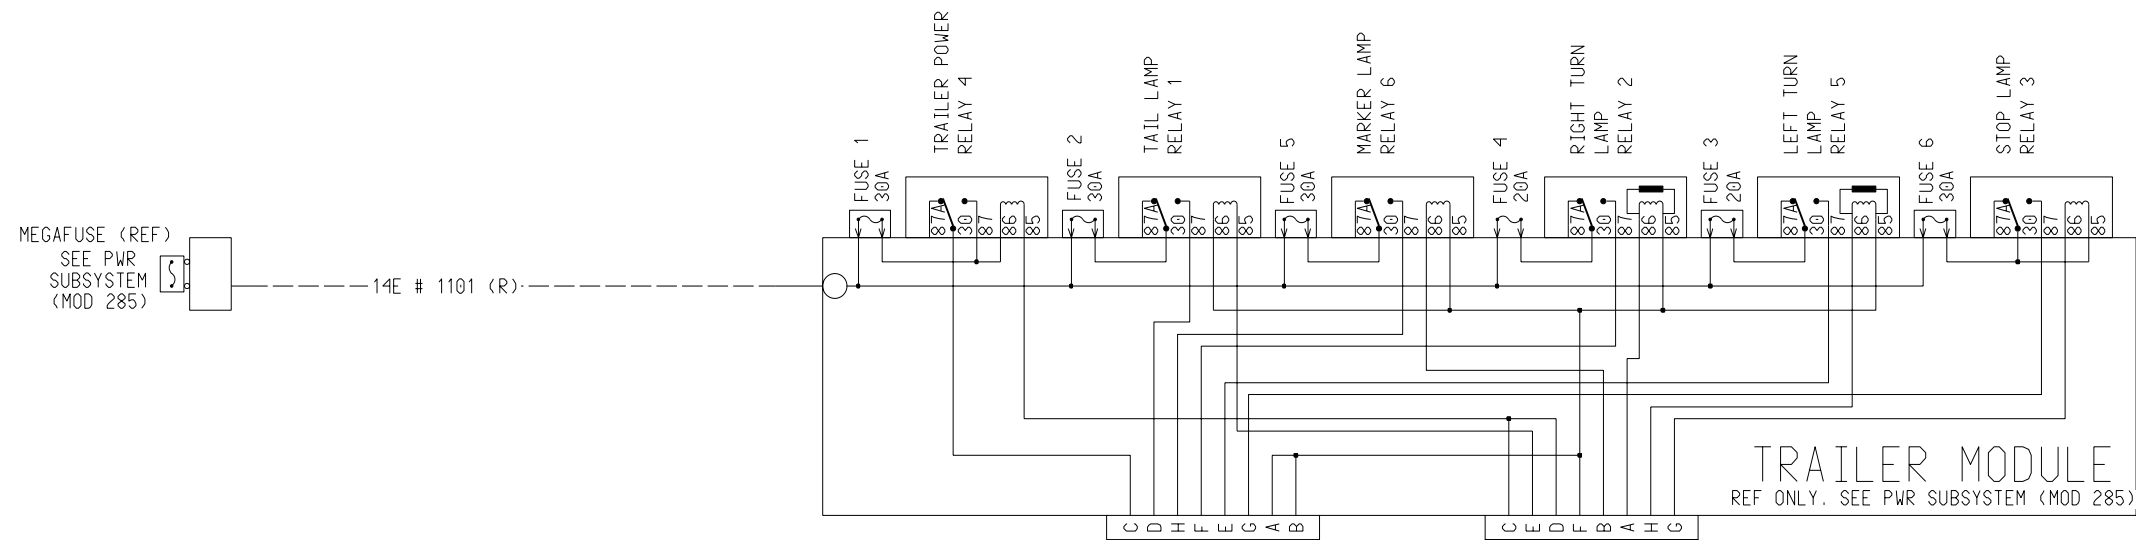 MEGAFUSE (REF)
SEE PWR
SUBSYSTEM
(MOD 285)
14E # 1101 (R)
FUSE 1
30A
TRAILER POWER
RELAY 4
87A
30
87
86
85
FUSE 2
30A
TAIL LAMP
RELAY 1
87A
30
87
86
85
FUSE 5
30A
MARKER LAMP
RELAY 6
87A
30
87
86
85
FUSE 4
20A
RIGHT TURN
LAMP
RELAY 2
87A
30
87
86
85
FUSE 3
20A
LEFT TURN
LAMP
RELAY 5
87A
30
87
86
85
FUSE 6
30A
STOP LAMP
RELAY 3
87A
30
87
86
85
TRAILER MODULE
REF ONLY. SEE PWR SUBSYSTEM (MOD 285)
C D H F E G A B
C E D F B A H G